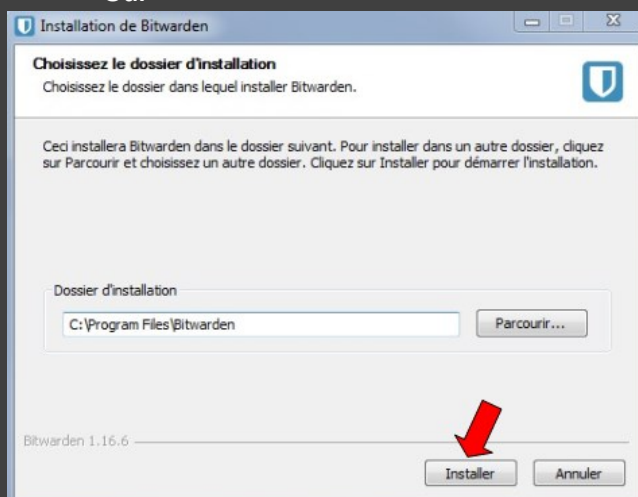 Installation de Bitwarden
Choisissez le dossier d'installation
Choisissez le dossier dans lequel installer Bitwarden.
Ceci installera Bitwarden dans le dossier suivant. Pour installer dans un autre dossier, cliquez
sur Parcourir et choisissez un autre dossier. Cliquez sur Installer pour démarrer l'installation.
Dossier d'installation
C:\Program Files\Bitwarden
Parcourir...
Bitwarden 1.16.6
Installer
Annuler